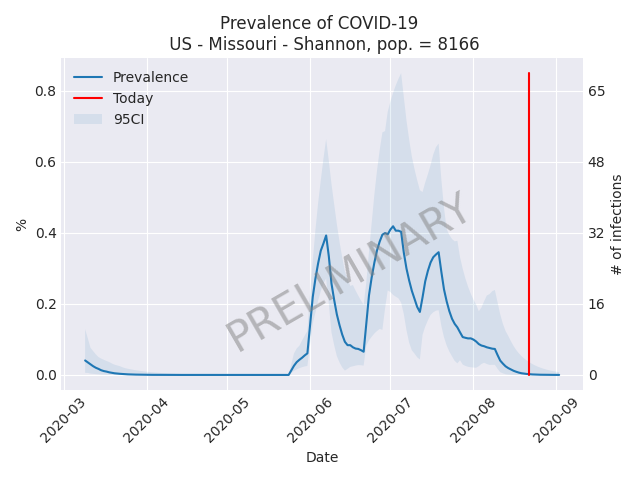 Prevalence of COVID-19
US - Missouri - Shannon, pop. = 8166
Prevalence
Today
95CI
PRELIMINARY
%
0.8
0.6
0.4
0.2
0.0
65
48
32
16
0
# of infections
2020-03
2020-04
2020-05
2020-06
2020-07
2020-08
2020-09
Date